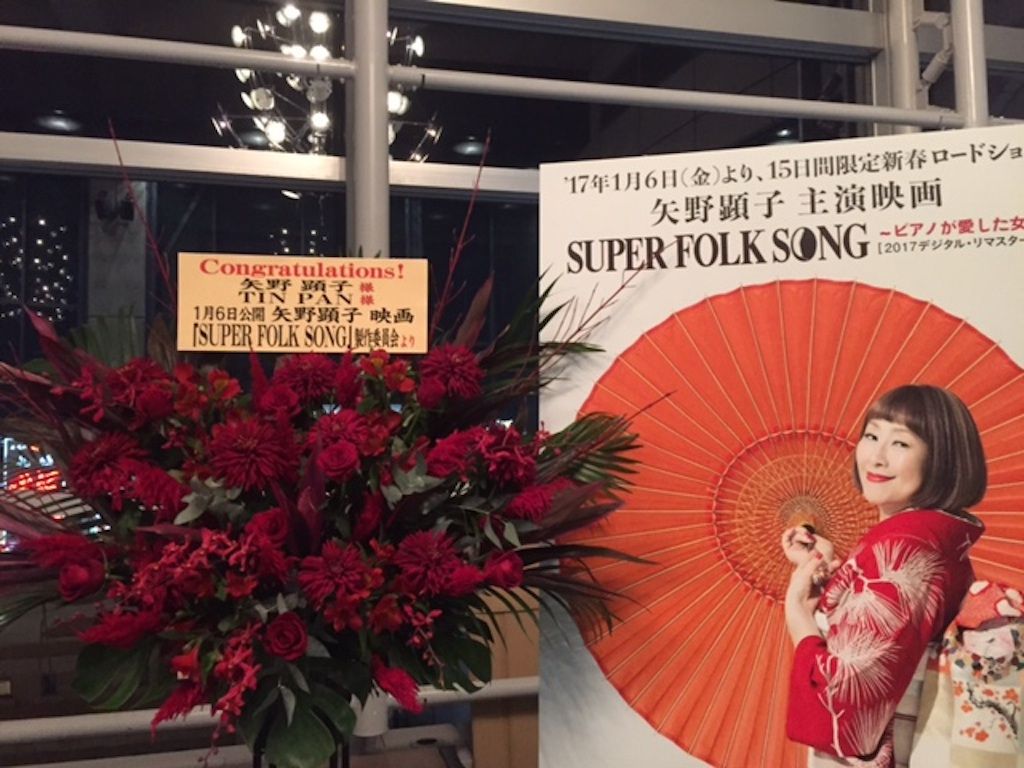 Congratulations!
矢野 顕子 様
TIN PAN 様
1月6日公開 矢野顕子 映画
「SUPER FOLK SONG」製作委員会より
'17年1月6日(金)より、15日間限定新春ロードショ
矢野顕子 主演映画
SUPER FOLK SONG
~ピアノが愛した女
[2017デジタル・リマスター